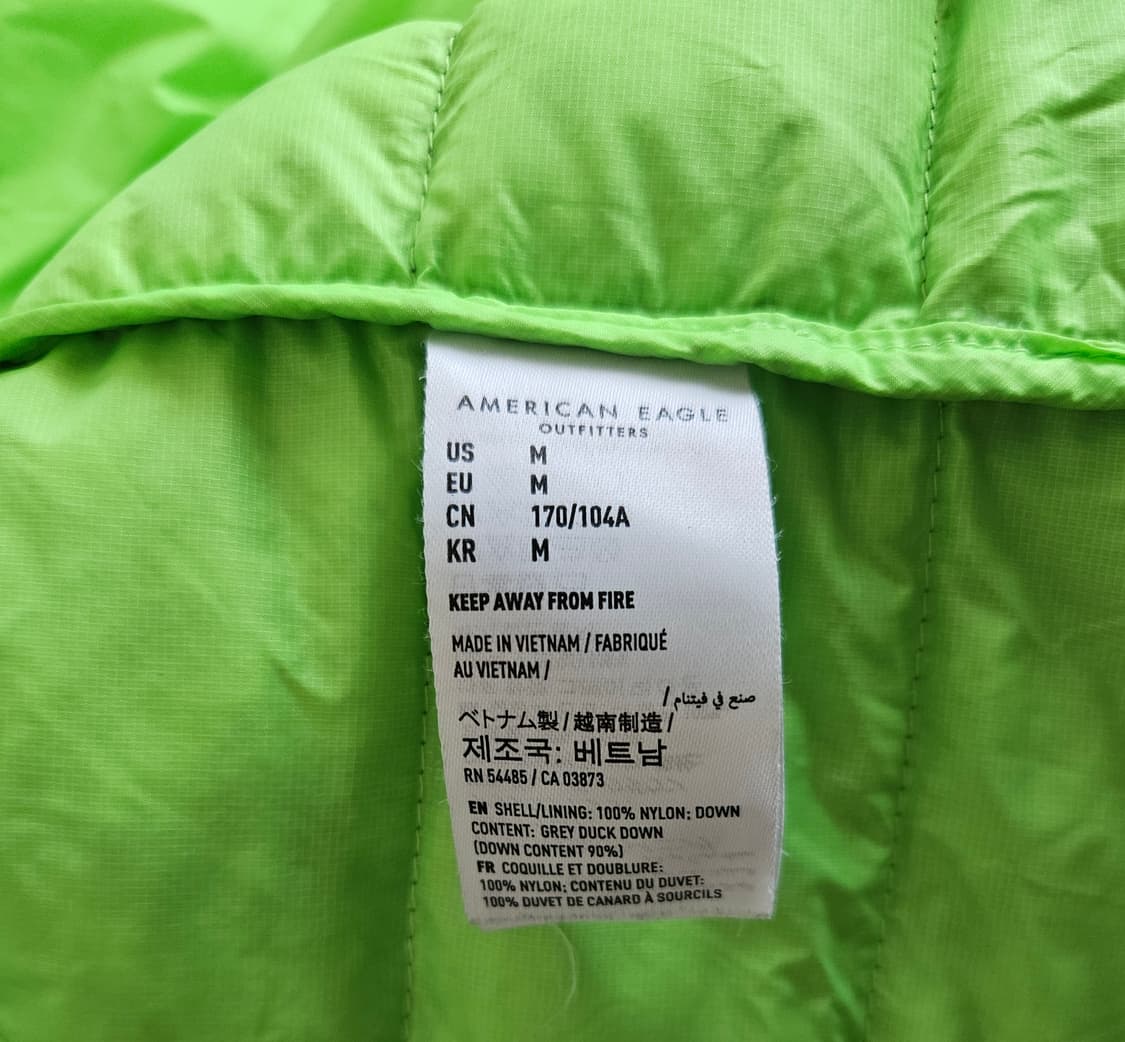 AMERICAN EAGLE
OUTFITTERS
US M
EU M
CN 170/104A
KR M
KEEP AWAY FROM FIRE
MADE IN VIETNAM / FABRIQUÉ
AU VIETNAM /
صنع في فيتنام /
ベトナム製 / 越南制造 /
제조국: 베트남
RN 54485 / CA 03873
EN SHELL/LINING: 100% NYLON; DOWN
CONTENT: GREY DUCK DOWN
(DOWN CONTENT 90%)
FR COQUILLE ET DOUBLURE:
100% NYLON; CONTENU DU DUVET:
100% DUVET DE CANARD À SOURCILS